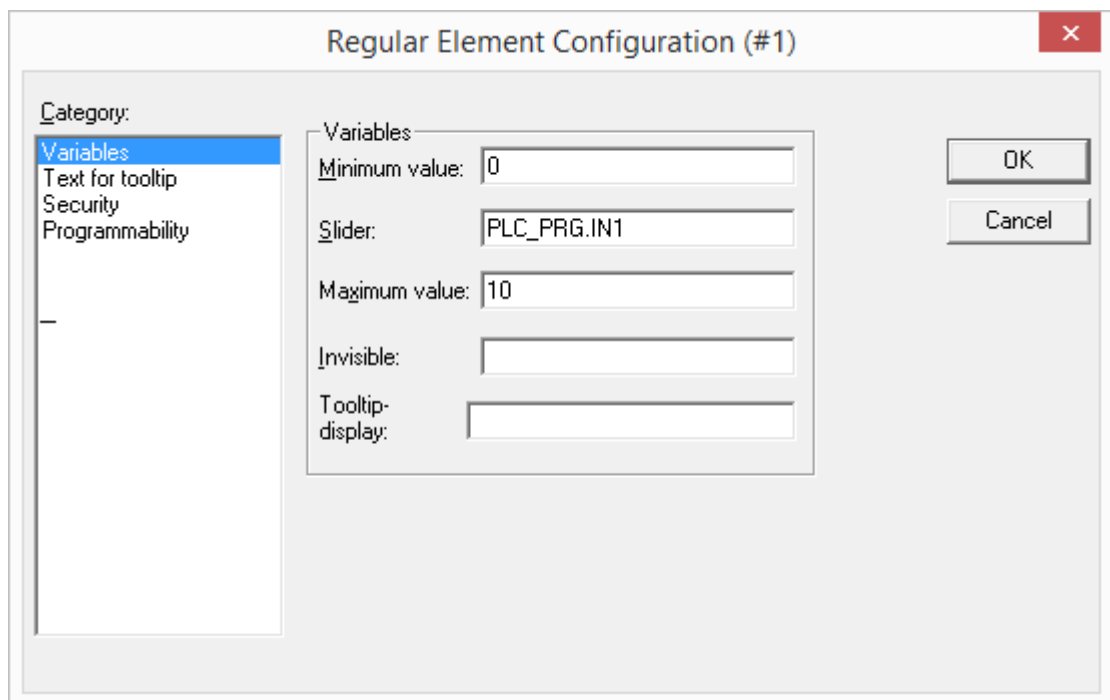 Regular Element Configuration (#1)
Category:
Variables
Text for tooltip
Security
Programmability
Variables
Minimum value: 0
Slider: PLC_PRG.IN1
Maximum value: 10
Invisible:
Tooltip-
display:
OK
Cancel